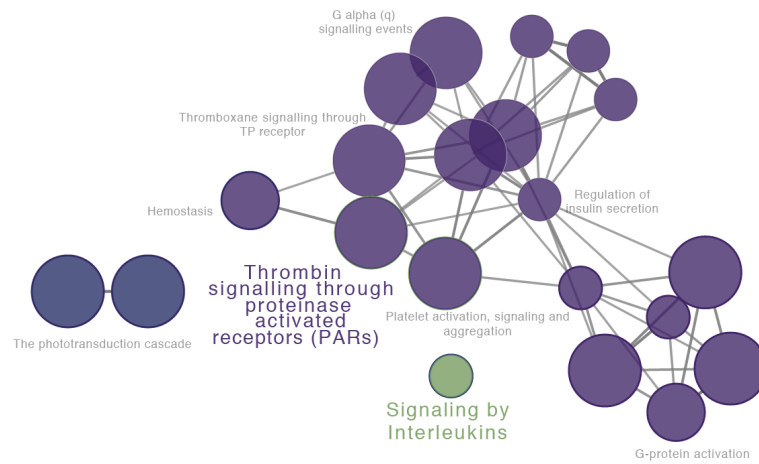 G alpha (q)
signalling events
Thromboxane signalling through
TP receptor
Regulation of
insulin secretion
Hemostasis
Thrombin
signalling through
proteinase
activated
receptors (PARs)
Platelet activation, signaling and
aggregation
The phototransduction cascade
Signaling by
Interleukins
G-protein activation